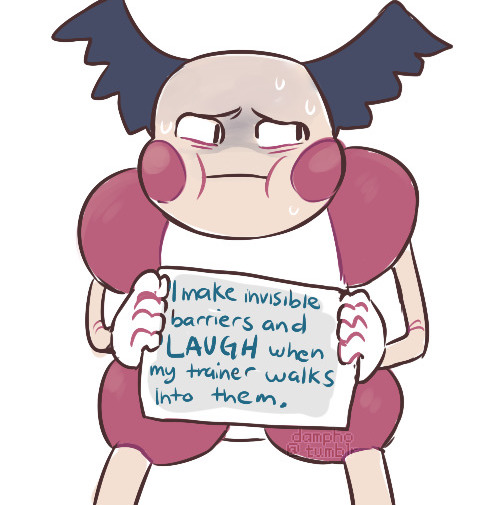 I make invisible
barriers and
LAUGH when
my trainer walks
into them.
dampho
@tumblr